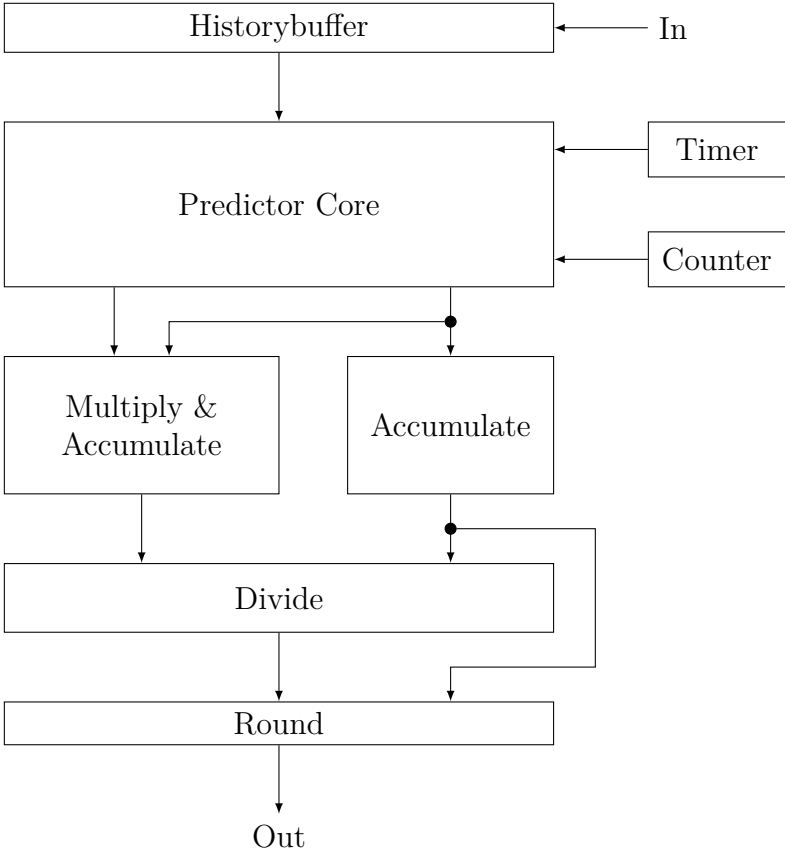 Historybuffer
In
Timer
Predictor Core
Counter
Multiply &
Accumulate
Accumulate
Divide
Round
Out